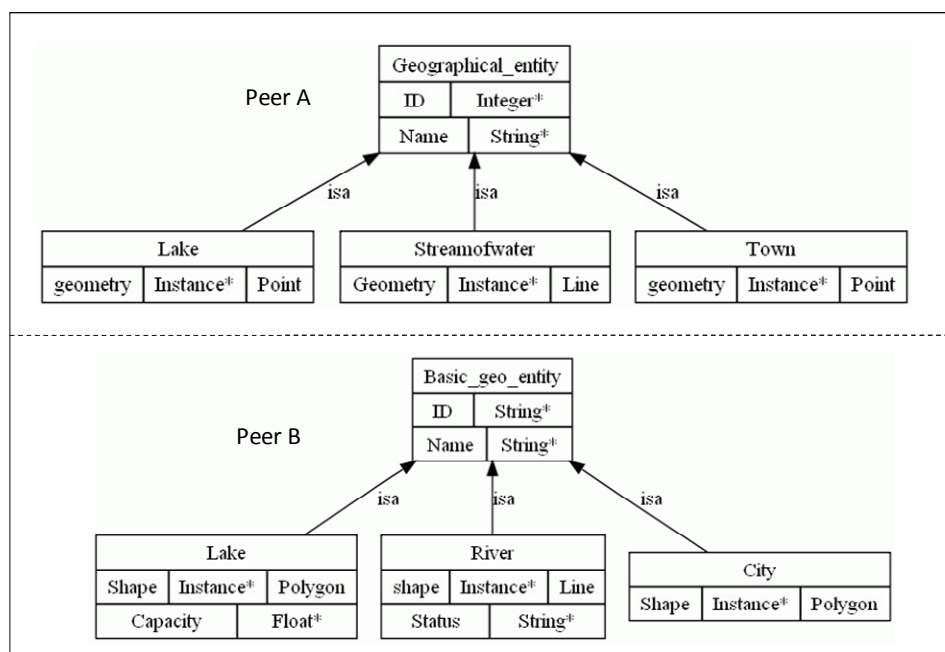 Geographical_entity
Peer A
ID Integer*
Name String*
isa isa isa
Lake Streamofwater Town
geometry Instance* Point Geometry Instance* Line geometry Instance* Point
Basic_geo_entity
ID String*
Peer B
Name String*
isa isa isa
Lake River City
Shape Instance* Polygon shape Instance* Line Shape Instance* Polygon
Capacity Float* Status String*